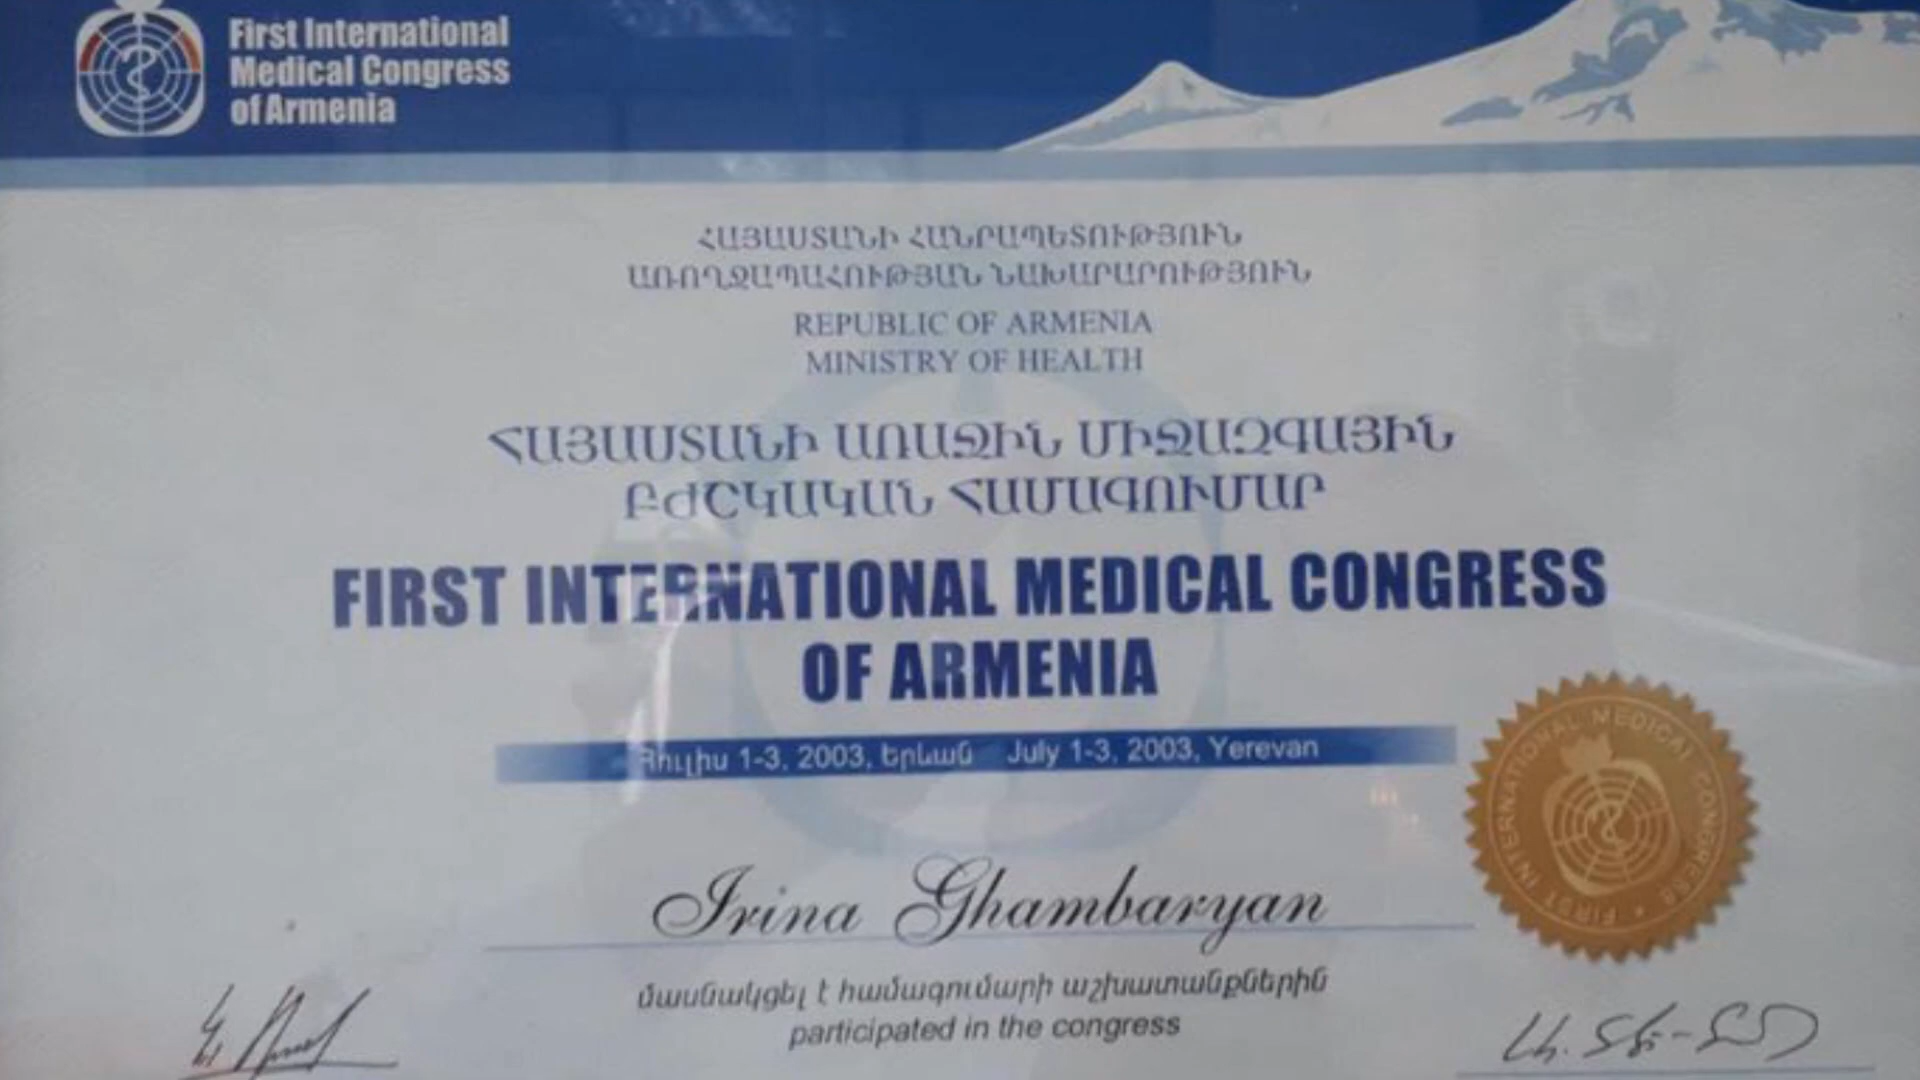 First International
Medical Congress
of Armenia
ՀԱՅԱՍՏԱՆԻ ՀԱՆՐԱՊԵՏՈՒԹՅՈՒՆ
ԱՌՈՂՋԱՊԱՀՈՒԹՅԱՆ ՆԱԽԱՐԱՐՈՒԹՅՈՒՆ
REPUBLIC OF ARMENIA
MINISTRY OF HEALTH
ՀԱՅԱՍՏԱՆԻ ԱՌԱՋԻՆ ՄԻՋԱԶԳԱՅԻՆ
ԲԺՇԿԱԿԱՆ ՀԱՄԱԳՈՒՄԱՐ
FIRST INTERNATIONAL MEDICAL CONGRESS
OF ARMENIA
Հուլիս 1-3, 2003, Երևան July 1-3, 2003, Yerevan
Irina Ghambaryan
մասնակցել է համագումարի աշխատանքներին
participated in the congress
FIRST INTERNATIONAL MEDICAL CONGRESS